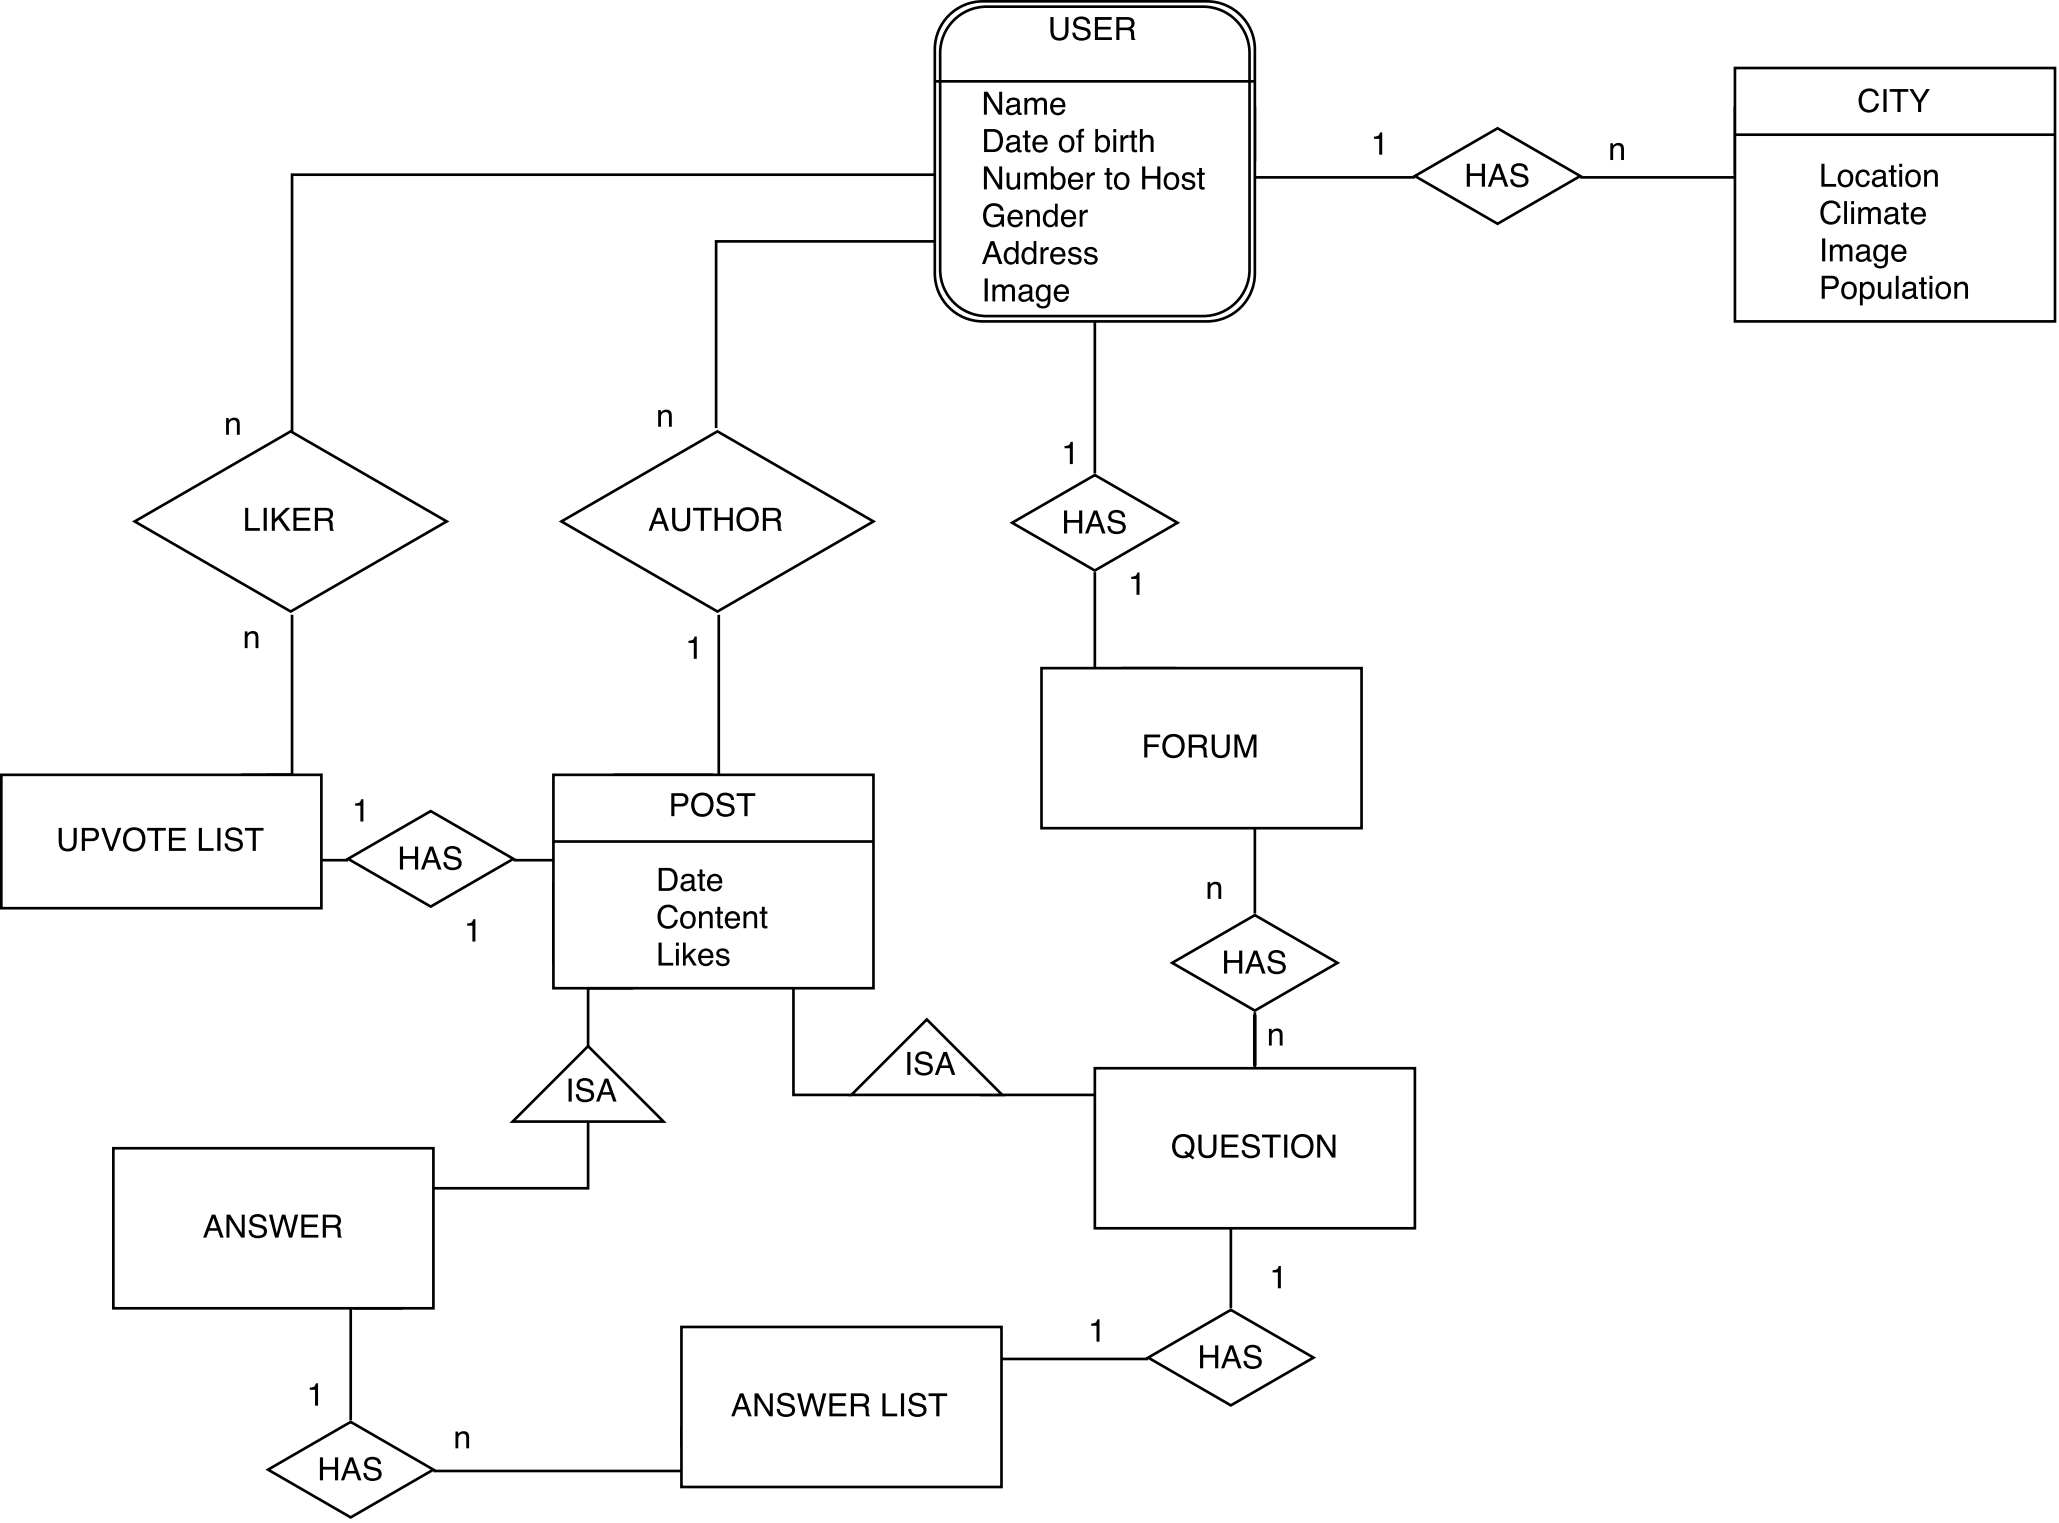 USER
Name
Date of birth
Number to Host
Gender
Address
Image
1
HAS
n
CITY
Location
Climate
Image
Population
n
LIKER
n
n
AUTHOR
1
1
HAS
1
FORUM
UPVOTE LIST
1
HAS
1
POST
Date
Content
Likes
n
HAS
n
ISA
ISA
QUESTION
ANSWER
1
HAS
1
ANSWER LIST
1
HAS
n